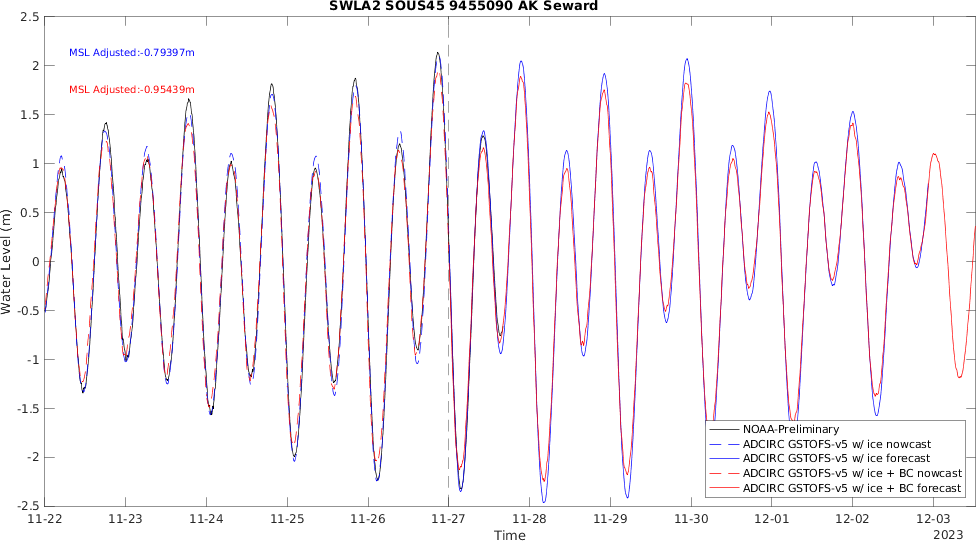 SWLA2 SOUS45 9455090 AK Seward
2.5
2
1.5
1
0.5
0
-0.5
-1
-1.5
-2
-2.5
Water Level (m)
MSL Adjusted:-0.79397m
MSL Adjusted:-0.95439m
NOAA-Preliminary
ADCIRC GSTOFS-v5 w/ ice nowcast
ADCIRC GSTOFS-v5 w/ ice forecast
ADCIRC GSTOFS-v5 w/ ice + BC nowcast
ADCIRC GSTOFS-v5 w/ ice + BC forecast
11-22 11-23 11-24 11-25 11-26 11-27 11-28 11-29 11-30 12-01 12-02 12-03
Time
2023